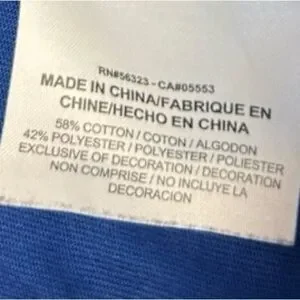 RN#56323 - CA#05553
MADE IN CHINA/FABRIQUE EN
CHINE/HECHO EN CHINA
58% COTTON / COTON / ALGODON
42% POLYESTER / POLYESTER / POLIESTER
EXCLUSIVE OF DECORATION / DECORATION
NON COMPRISE / NO INCLUYE LA
DECORACION